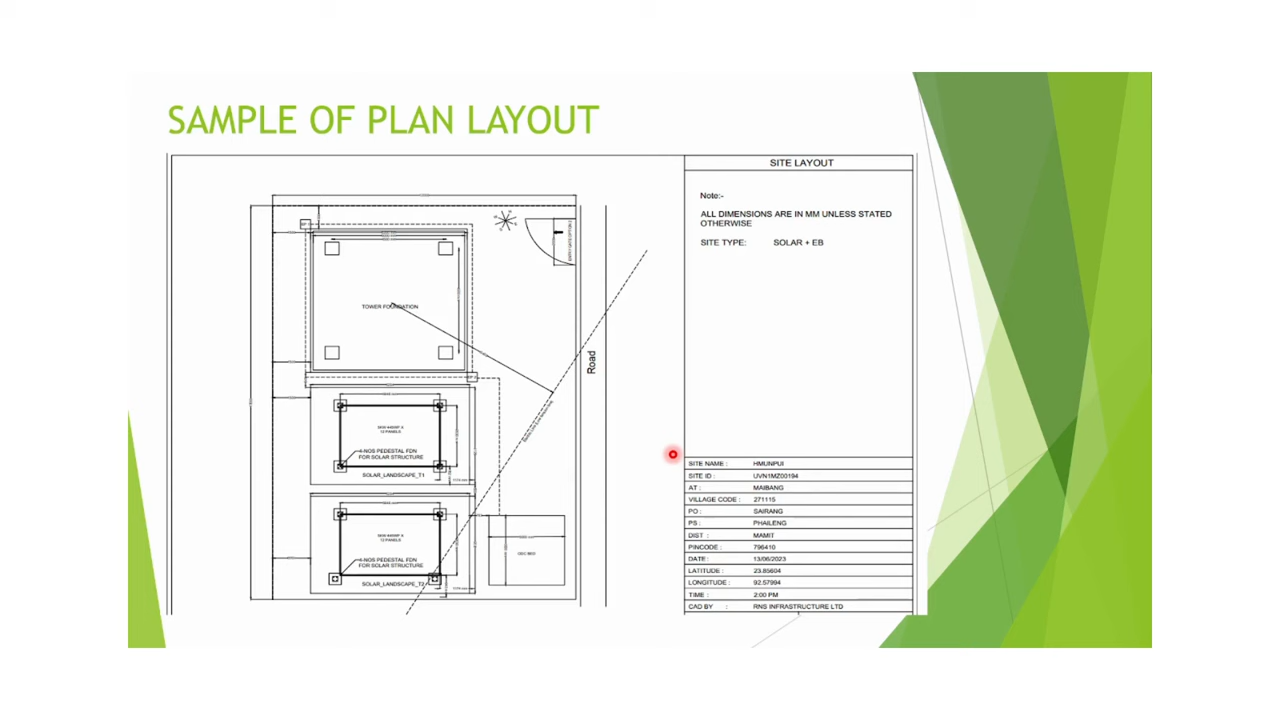 SAMPLE OF PLAN LAYOUT
SITE LAYOUT
Note:-
ALL DIMENSIONS ARE IN MM UNLESS STATED
OTHERWISE
SITE TYPE: SOLAR + EB
TOWER FOUNDATION
Road
12 PANELS
4-NOS PEDESTAL FDN
FOR SOLAR STRUCTURE
SOLAR_LANDSCAPE_T1
12 PANELS
4-NOS PEDESTAL FDN
FOR SOLAR STRUCTURE
SOLAR_LANDSCAPE_T2
SITE NAME : HMUNPUI
SITE ID : UVN1MZ00194
AT : MAIBANG
VILLAGE CODE : 271115
PO : SAIRANG
PS : PHAILENG
DIST : MAMIT
PINCODE : 796410
DATE : 13/06/2023
LATITUDE : 23.85604
LONGITUDE : 92.57994
TIME : 2:00 PM
CAD BY : RNS INFRASTRUCTURE LTD